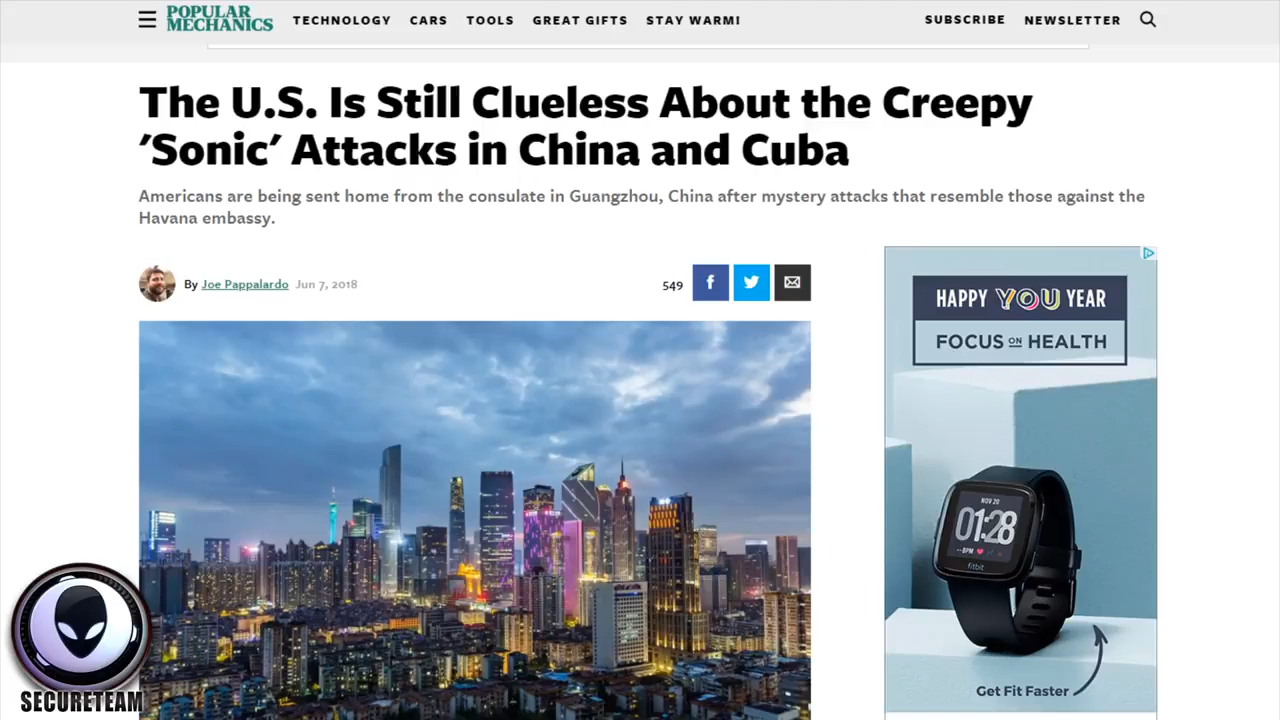 POPULAR
MECHANICS
TECHNOLOGY CARS TOOLS GREAT GIFTS STAY WARM!
SUBSCRIBE NEWSLETTER
The U.S. Is Still Clueless About the Creepy
'Sonic' Attacks in China and Cuba
Americans are being sent home from the consulate in Guangzhou, China after mystery attacks that resemble those against the
Havana embassy.
By Joe Pappalardo Jun 7, 2018
549
f
HAPPY YOU YEAR
FOCUS ON HEALTH
NOV 20
01:28
--BPM
fitbit
Get Fit Faster
SECURETEAM